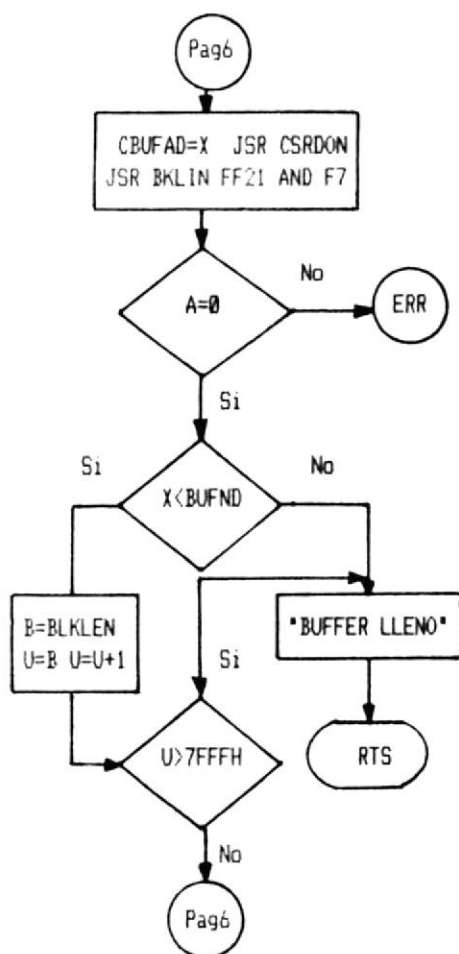 Pag6
CBUFAD=X JSR CSRDON
JSR BKLIN FF21 AND F7
No
A=0
ERR
Si
Si
No
X<BUFND
B=BLKLEN
U=B U=U+1
Si
"BUFFER LLENO"
U>7FFFH
RTS
No
Pag6